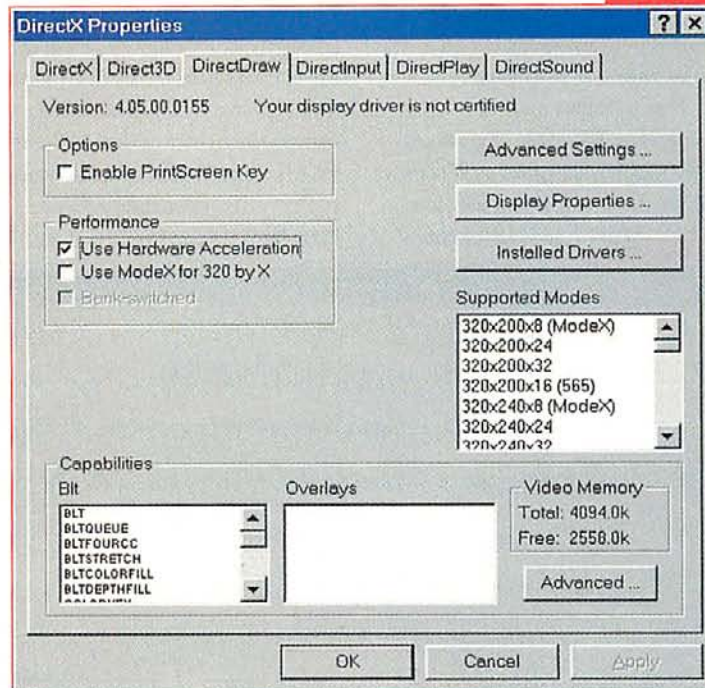 DirectX Properties
DirectX Direct3D DirectDraw DirectInput DirectPlay DirectSound
Version: 4.05.00.0155 Your display driver is not certified
Options
Enable PrintScreen Key
Performance
Use Hardware Acceleration
Use ModeX for 320 by X
Bank-switched
Advanced Settings ...
Display Properties ...
Installed Drivers ...
Supported Modes
320x200x8 (ModeX)
320x200x24
320x200x32
320x200x16 (565)
320x240x8 (ModeX)
320x240x24
320x240x32
Capabilities
Blt
BLT
BLTQUEUE
BLTFOURCC
BLTSTRETCH
BLTCOLORFILL
BLTDEPTHFILL
COLORKEY
Overlays
Video Memory
Total: 4094.0k
Free: 2558.0k
Advanced ...
OK Cancel Apply